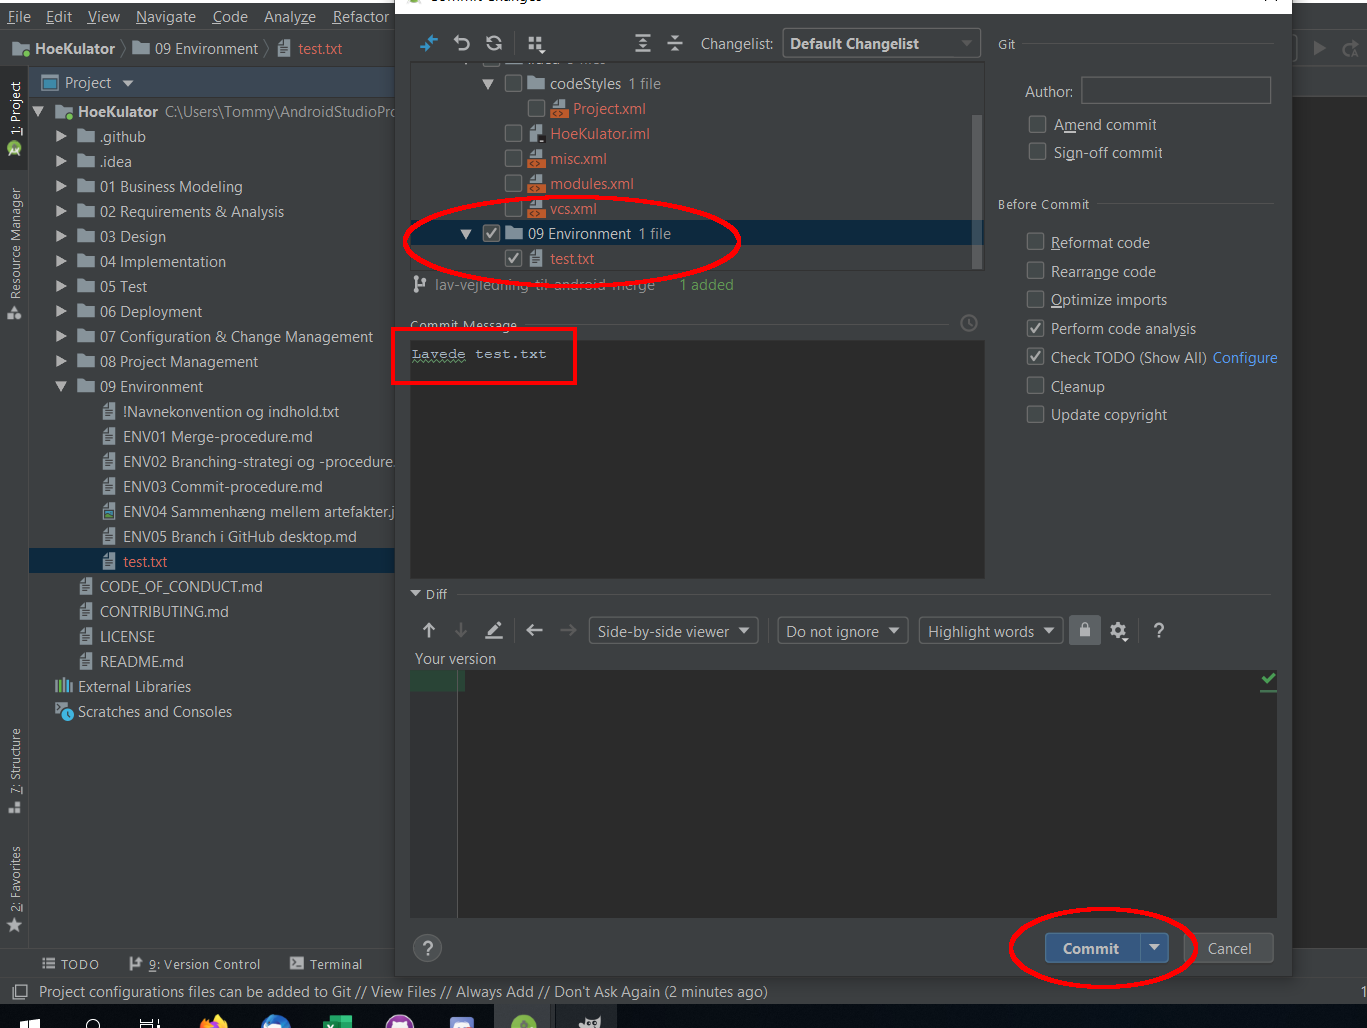 Commit Changes
File Edit View Navigate Code Analyze Refactor
HoeKulator 09 Environment test.txt
Project
HoeKulator C:\Users\Tommy\AndroidStudioPro
.github
.idea
01 Business Modeling
02 Requirements & Analysis
03 Design
04 Implementation
05 Test
06 Deployment
07 Configuration & Change Management
08 Project Management
09 Environment
!Navnekonvention og indhold.txt
ENV01 Merge-procedure.md
ENV02 Branching-strategi og -procedure.
ENV03 Commit-procedure.md
ENV04 Sammenhæng mellem artefakter.j
ENV05 Branch i GitHub desktop.md
test.txt
CODE_OF_CONDUCT.md
CONTRIBUTING.md
LICENSE
README.md
External Libraries
Scratches and Consoles
1: Project
Resource Manager
7: Structure
2: Favorites
Changelist: Default Changelist
codeStyles 1 file
Project.xml
HoeKulator.iml
misc.xml
modules.xml
vcs.xml
09 Environment 1 file
test.txt
lav-vejledning-til-android-merge 1 added
Commit Message
Lavede test.txt
Git
Author:
Amend commit
Sign-off commit
Before Commit
Reformat code
Rearrange code
Optimize imports
Perform code analysis
Check TODO (Show All) Configure
Cleanup
Update copyright
Diff
Side-by-side viewer Do not ignore Highlight words ?
Your version
? Commit Cancel
TODO 9: Version Control Terminal
Project configurations files can be added to Git // View Files // Always Add // Don't Ask Again (2 minutes ago)